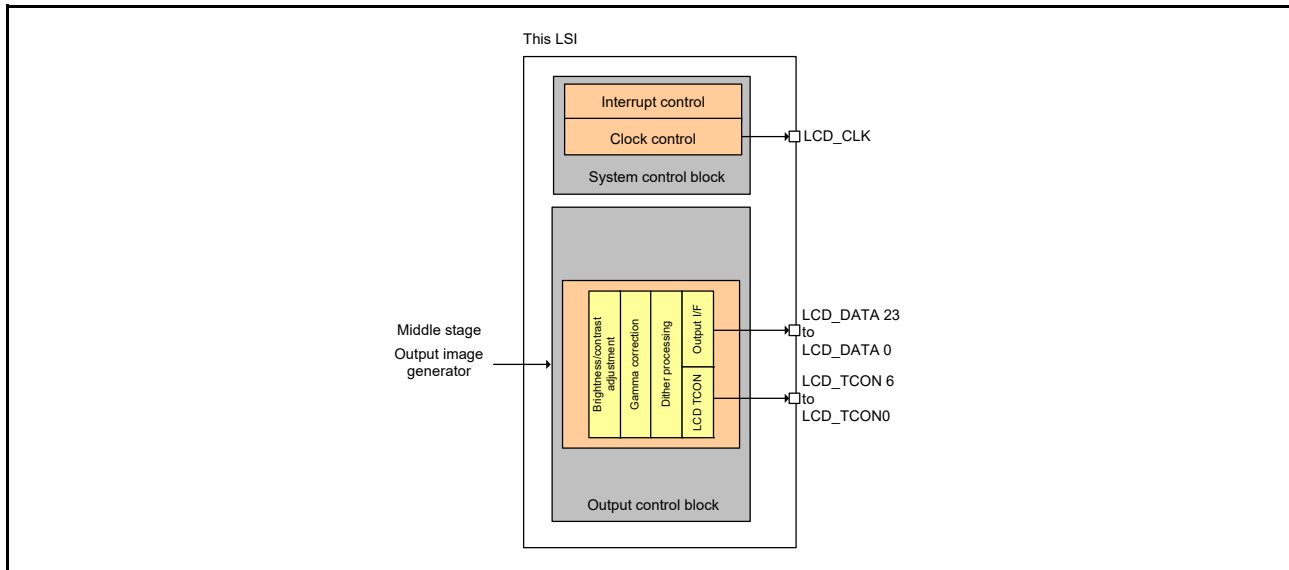 This LSI
Interrupt control
Clock control
LCD_CLK
System control block
Middle stage
Output image
generator
Brightness/contrast
adjustment
Gamma correction
Dither processing
Output I/F
LCD TCON
LCD_DATA 23
to
LCD_DATA 0
LCD_TCON 6
to
LCD_TCON0
Output control block